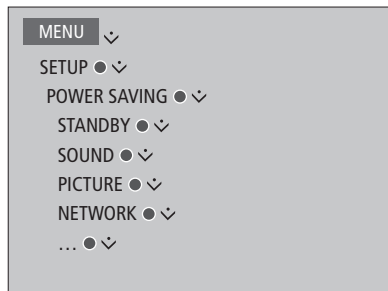 MENU
SETUP
POWER SAVING
STANDBY
SOUND
PICTURE
NETWORK
…